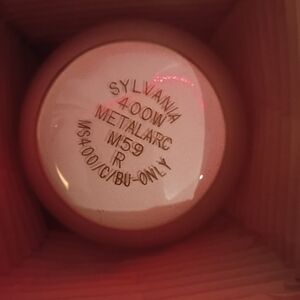 SYLVANIA
400W
METALARC
M59
R
MS400/C/BU-ONLY